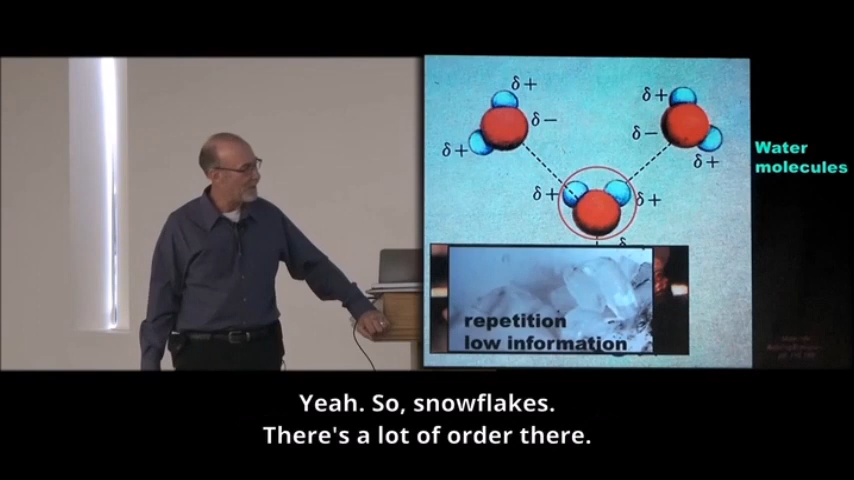 δ+
δ+
δ−
δ−
Water
molecules
δ+
δ+
δ+
δ+
δ
repetition
low information
Yeah. So, snowflakes.
There's a lot of order there.